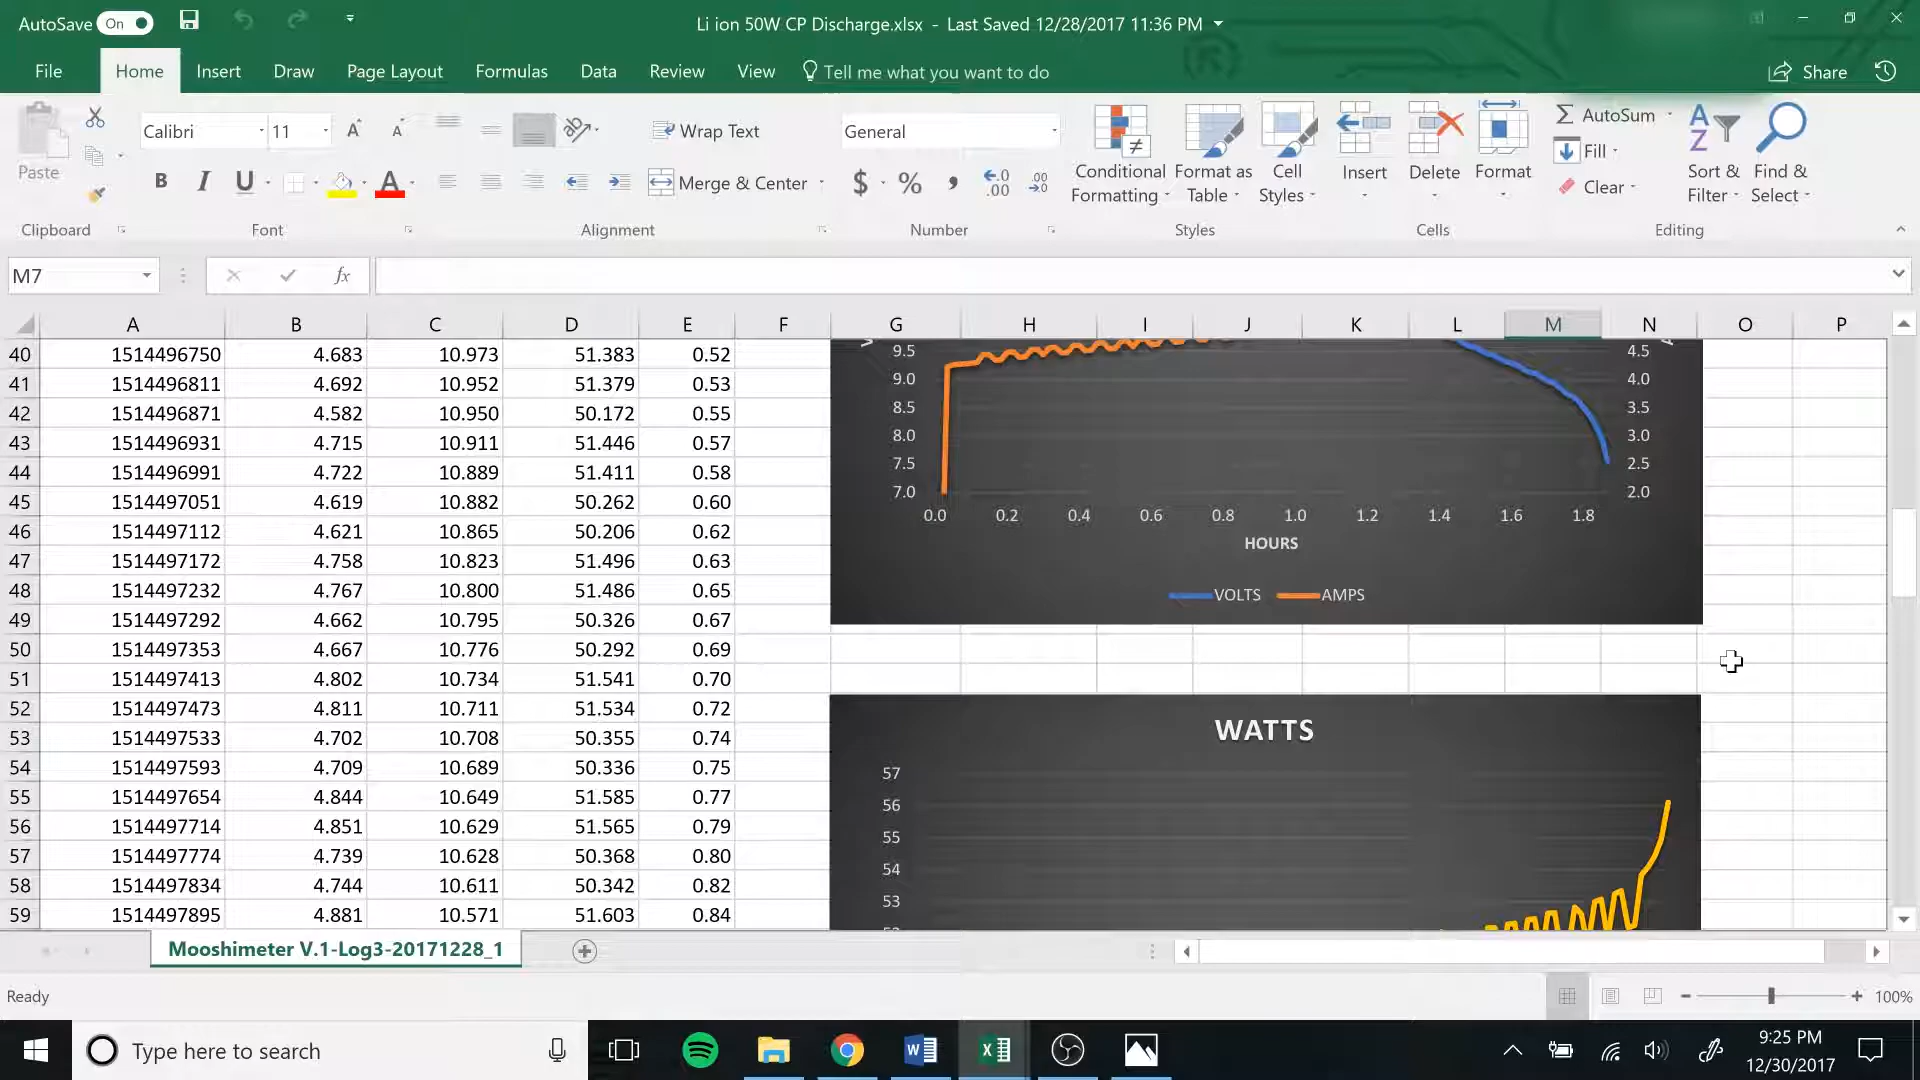 AutoSave On
Li ion 50W CP Discharge.xlsx - Last Saved 12/28/2017 11:36 PM
File Home Insert Draw Page Layout Formulas Data Review View Tell me what you want to do Share
Paste
Calibri 11 A A
Wrap Text
General
B I U A
Merge & Center
$ % , .0 .00 .00 .0
Conditional Formatting
Format as Table
Cell Styles
Insert Delete Format
AutoSum
Fill
Clear
Sort & Filter
Find & Select
Clipboard Font Alignment Number Styles Cells Editing
M7 fx
A B C D E F G H I J K L M N O P
40 1514496750 4.683 10.973 51.383 0.52
41 1514496811 4.692 10.952 51.379 0.53
42 1514496871 4.582 10.950 50.172 0.55
43 1514496931 4.715 10.911 51.446 0.57
44 1514496991 4.722 10.889 51.411 0.58
45 1514497051 4.619 10.882 50.262 0.60
46 1514497112 4.621 10.865 50.206 0.62
47 1514497172 4.758 10.823 51.496 0.63
48 1514497232 4.767 10.800 51.486 0.65
49 1514497292 4.662 10.795 50.326 0.67
50 1514497353 4.667 10.776 50.292 0.69
51 1514497413 4.802 10.734 51.541 0.70
52 1514497473 4.811 10.711 51.534 0.72
53 1514497533 4.702 10.708 50.355 0.74
54 1514497593 4.709 10.689 50.336 0.75
55 1514497654 4.844 10.649 51.585 0.77
56 1514497714 4.851 10.629 51.565 0.79
57 1514497774 4.739 10.628 50.368 0.80
58 1514497834 4.744 10.611 50.342 0.82
59 1514497895 4.881 10.571 51.603 0.84
9.5 4.5
9.0 4.0
8.5 3.5
8.0 3.0
7.5 2.5
7.0 2.0
0.0 0.2 0.4 0.6 0.8 1.0 1.2 1.4 1.6 1.8
HOURS
VOLTS AMPS
WATTS
57
56
55
54
53
Mooshimeter V.1-Log3-20171228_1
Ready
100%
Type here to search
9:25 PM
12/30/2017